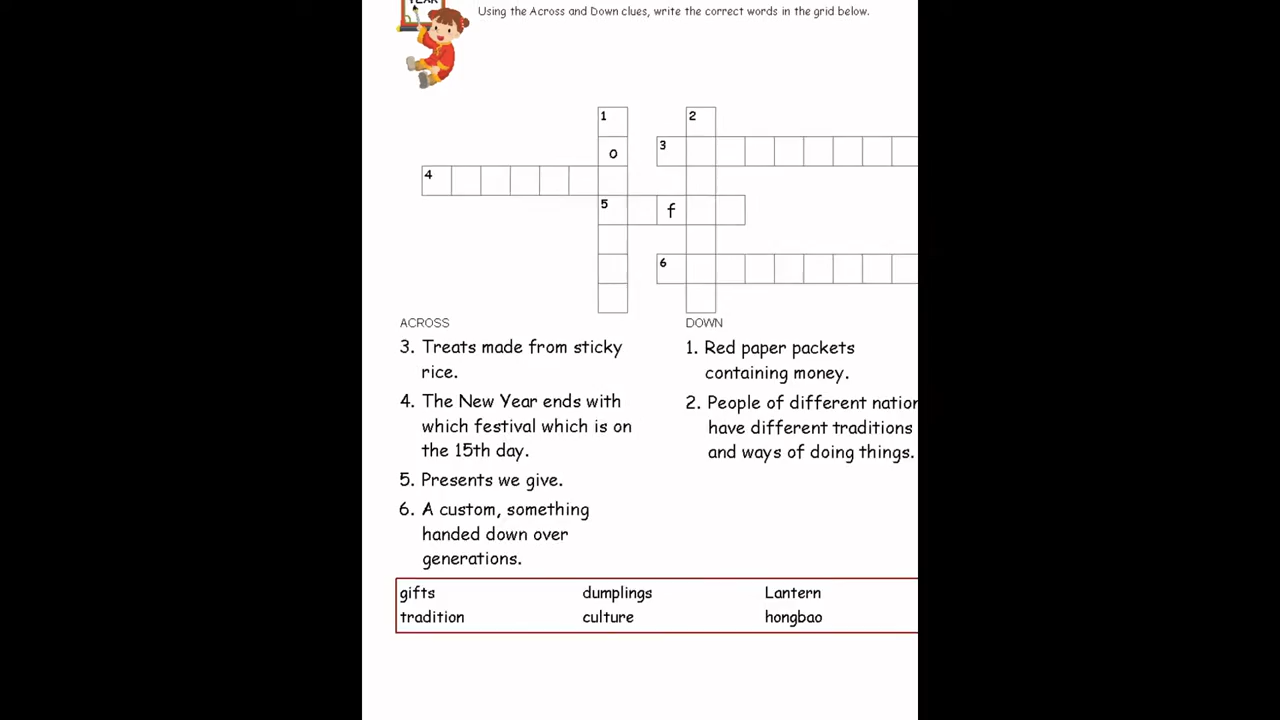 YEAR
Using the Across and Down clues, write the correct words in the grid below.
1
2
o
3
4
5
f
6
ACROSS
3. Treats made from sticky
rice.
4. The New Year ends with
which festival which is on
the 15th day.
5. Presents we give.
6. A custom, something
handed down over
generations.
DOWN
1. Red paper packets
containing money.
2. People of different nation
have different traditions
and ways of doing things.
gifts dumplings Lantern
tradition culture hongbao